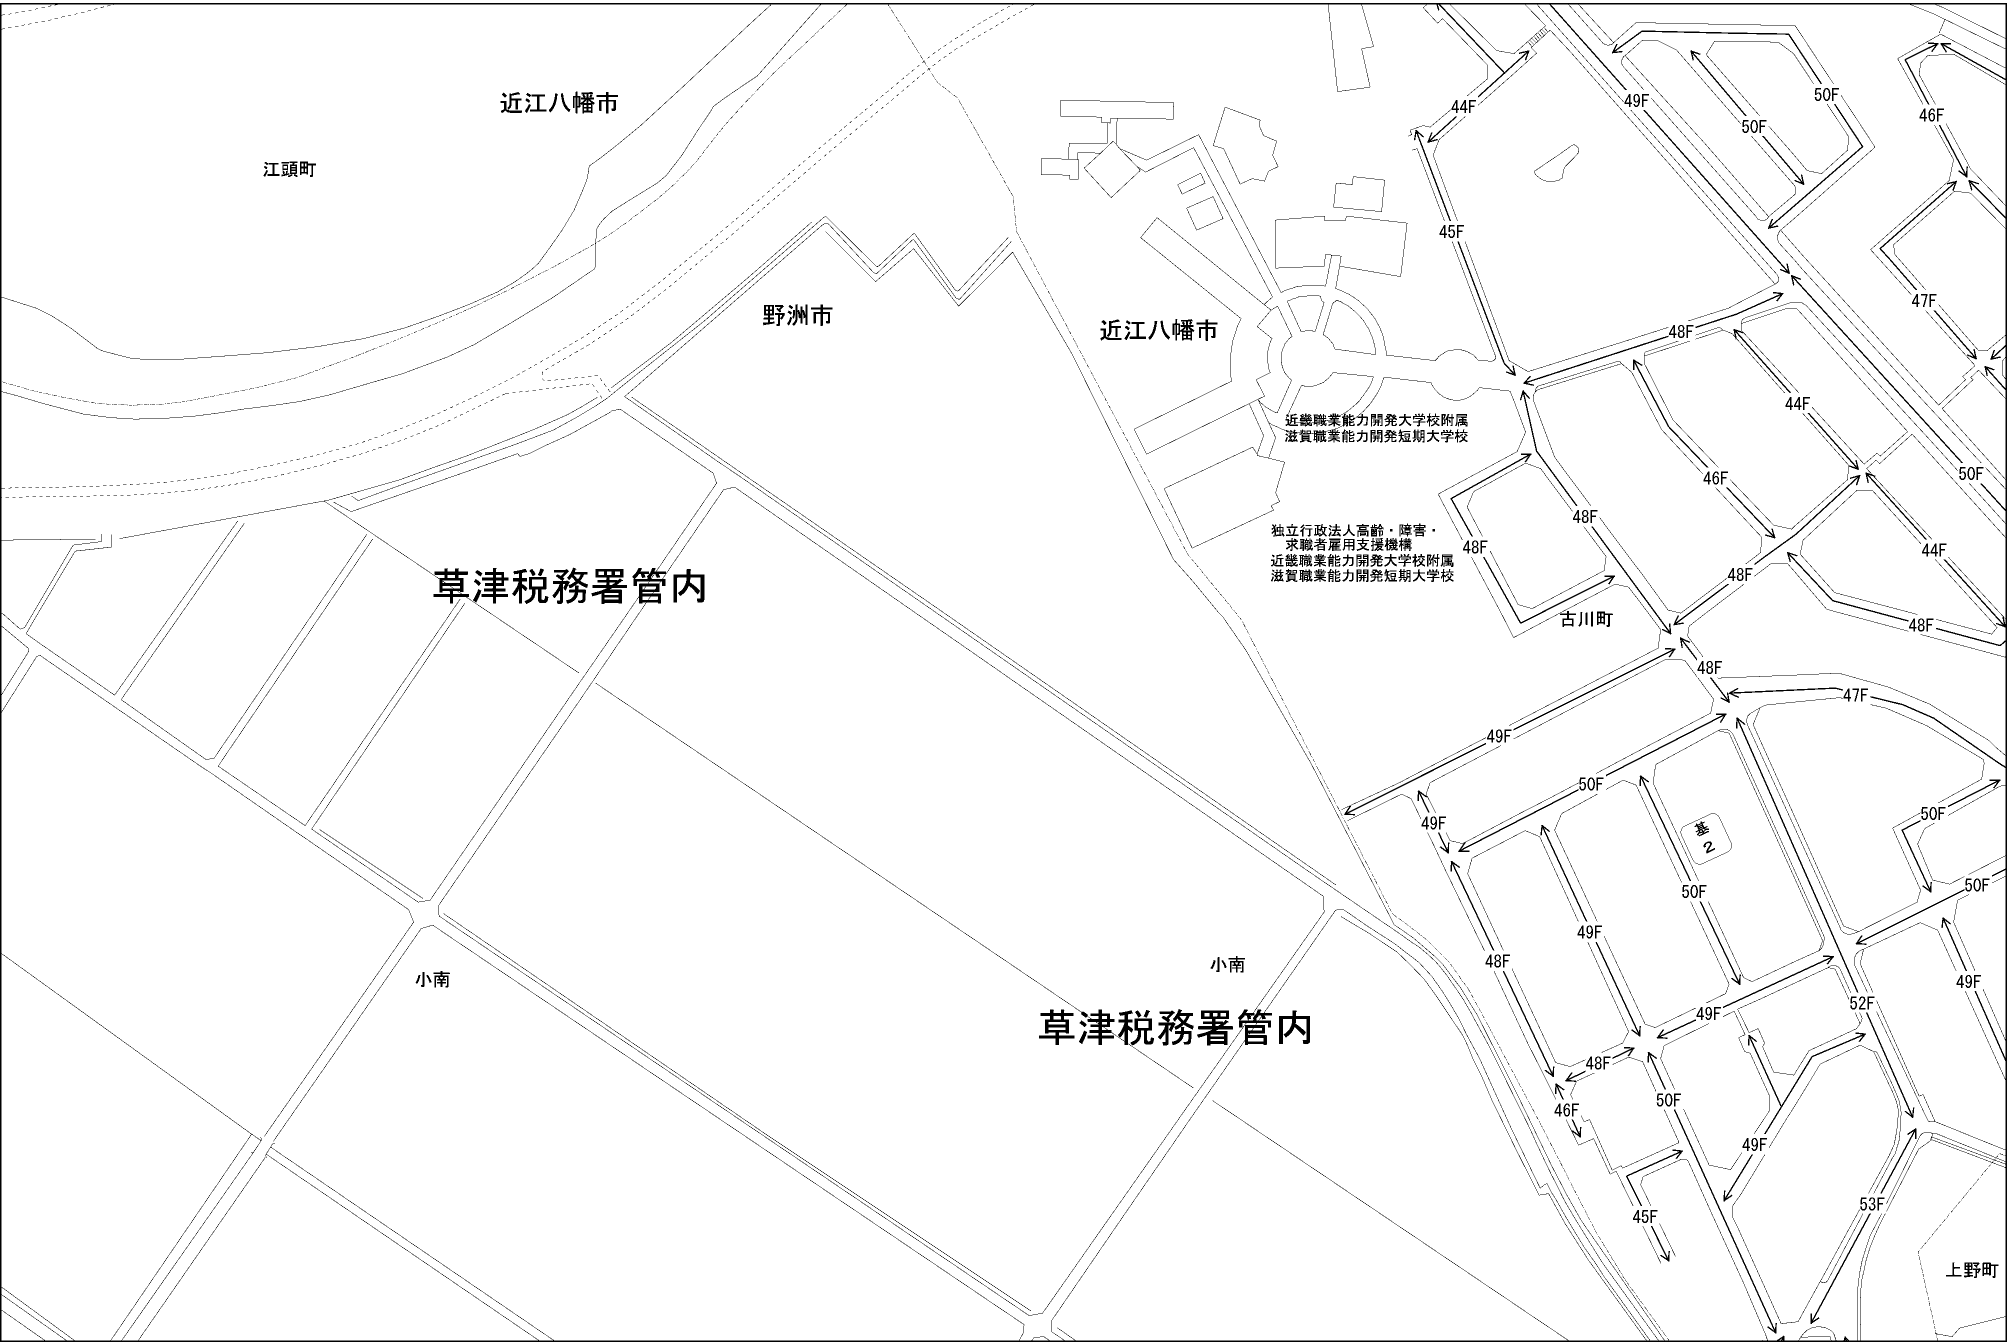 近江八幡市
江頭町
野洲市
近江八幡市
近畿職業能力開発大学校附属
滋賀職業能力開発短期大学校
独立行政法人高齢・障害・
求職者雇用支援機構
近畿職業能力開発大学校附属
滋賀職業能力開発短期大学校
草津税務署管内
古川町
小南
小南
草津税務署管内
上野町
基
2
44F
49F
50F
50F
46F
45F
47F
48F
44F
46F
50F
48F
48F
44F
48F
48F
48F
47F
49F
50F
49F
50F
50F
50F
49F
48F
49F
52F
49F
48F
50F
46F
49F
53F
45F